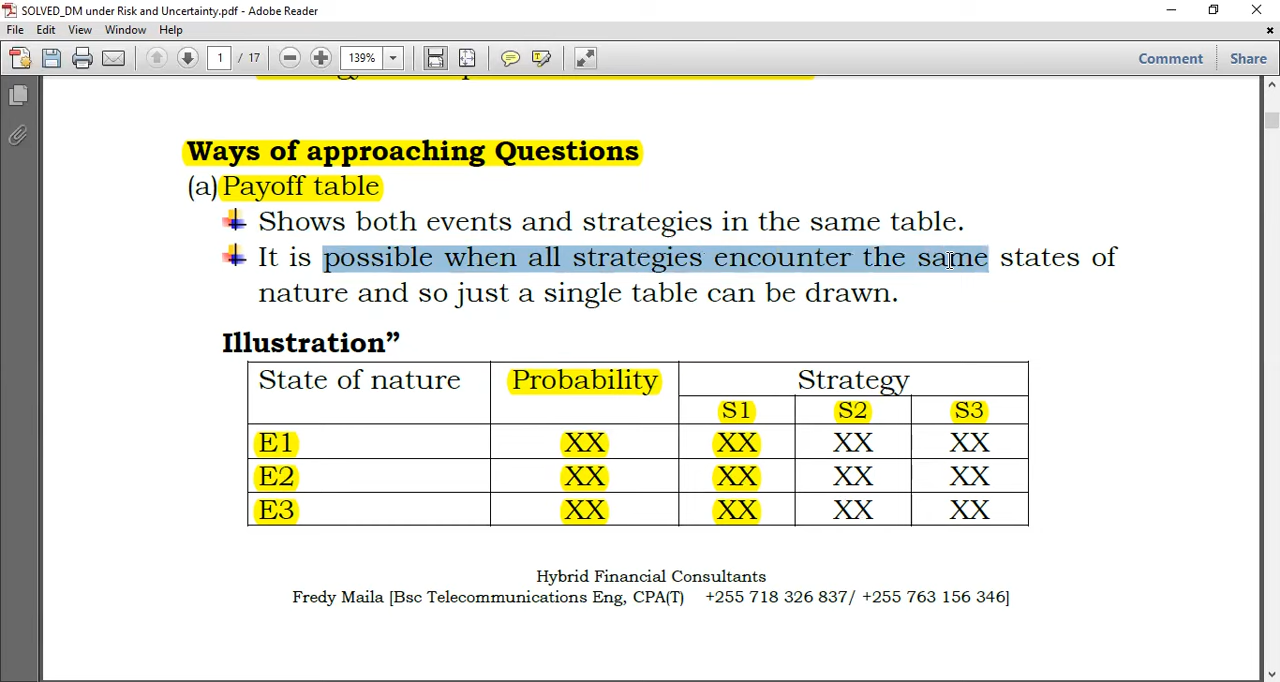 SOLVED_DM under Risk and Uncertainty.pdf - Adobe Reader
File Edit View Window Help
1 / 17 139% Comment Share
Ways of approaching Questions
(a) Payoff table
Shows both events and strategies in the same table.
It is possible when all strategies encounter the same states of
nature and so just a single table can be drawn.
Illustration”
State of nature Probability Strategy
S1 S2 S3
E1 XX XX XX XX
E2 XX XX XX XX
E3 XX XX XX XX
Hybrid Financial Consultants
Fredy Maila [Bsc Telecommunications Eng, CPA(T) +255 718 326 837/ +255 763 156 346]